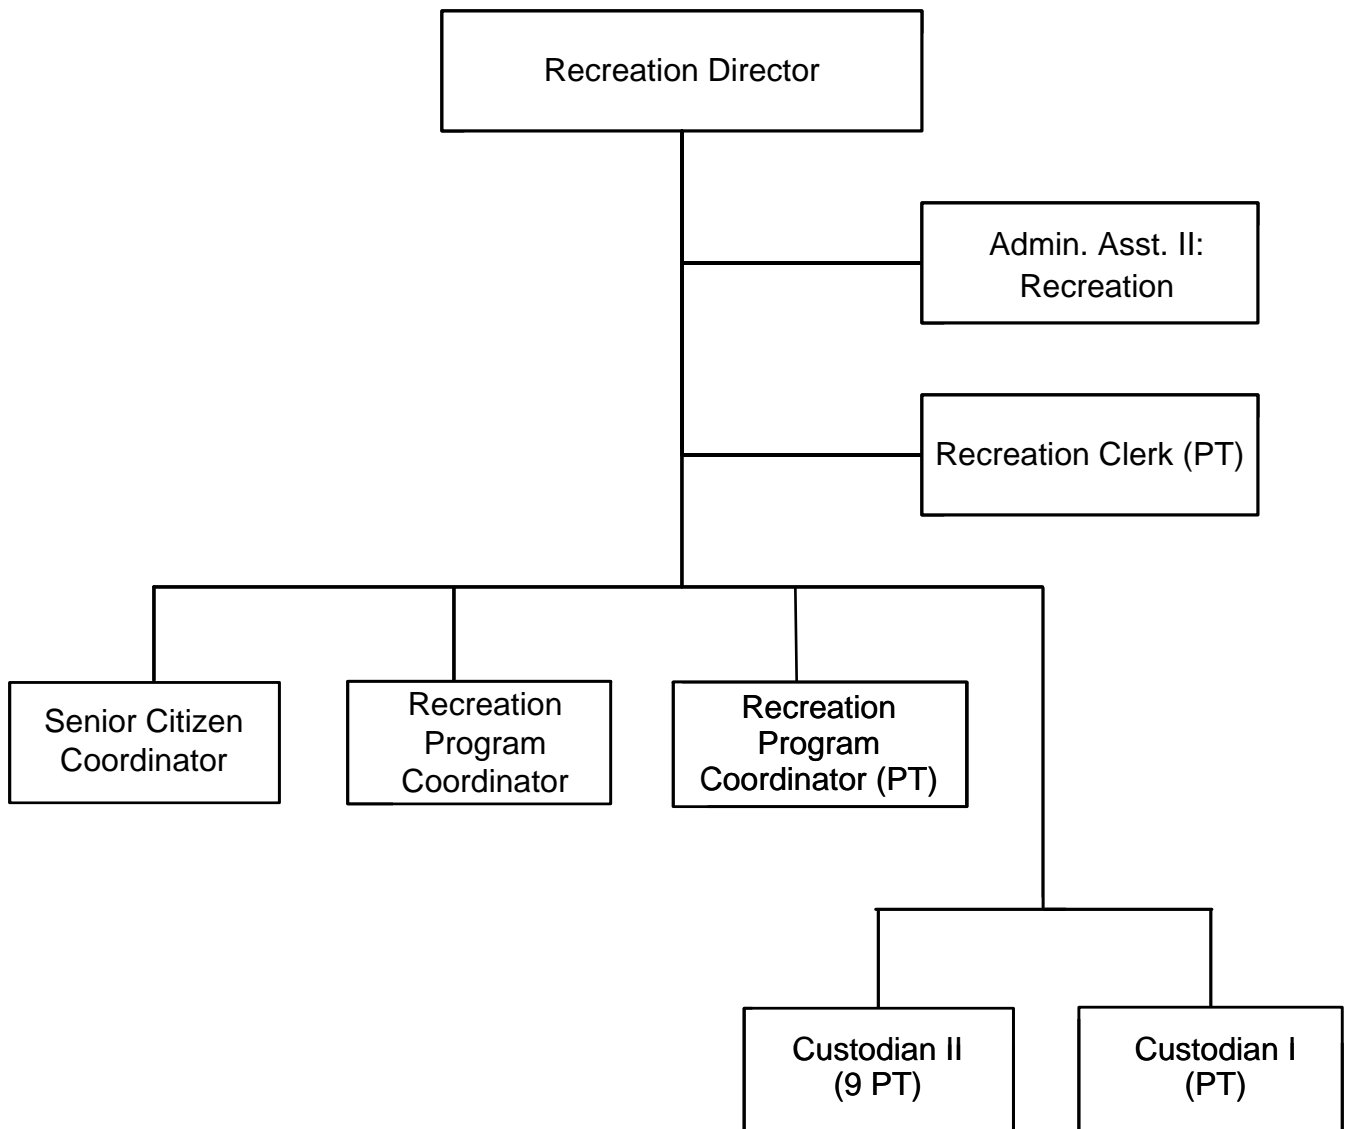 Recreation Director
Admin. Asst. II:
Recreation
Recreation Clerk (PT)
Senior Citizen
Coordinator
Recreation
Program
Coordinator
Recreation
Program
Coordinator (PT)
Custodian II
(9 PT)
Custodian I
(PT)